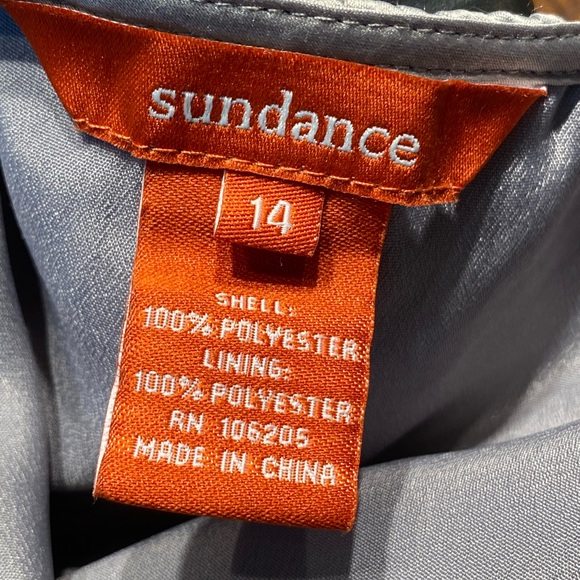 sundance
14
SHELL:
100% POLYESTER
LINING:
100% POLYESTER
RN 106205
MADE IN CHINA